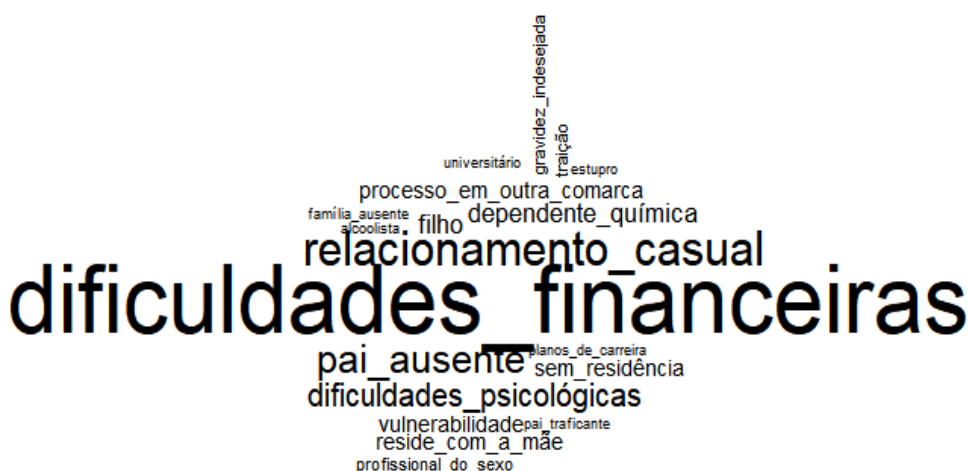 gravidez_indesejada
traição
universitário
estupro
processo_em_outra_comarca
família_ausente
dependente_química
alcoolista
filho
relacionamento_casual
dificuldades_financeiras
pai_ausente
planos_de_carreira
sem_residência
dificuldades_psicológicas
vulnerabilidade
pai_traficante
reside_com_a_mãe
profissional_do_sexo